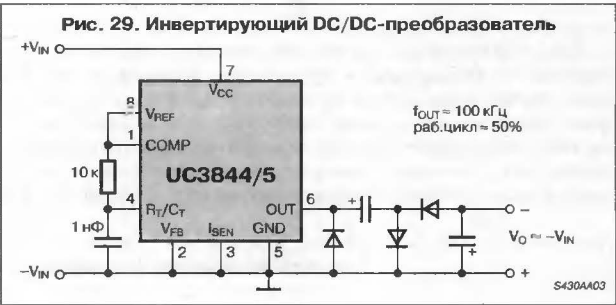 Рис. 29. Инвертирующий DC/DC-преобразователь
+VIN
7
VCC
8
VREF
fOUT ≈ 100 кГц
раб.цикл ≈ 50%
1
COMP
10 к
UC3844/5
4
RT/CT
OUT
6
+
–
1 нФ
VFB
ISEN
GND
VO ≈ –VIN
2
3
5
+
–VIN
+
S430AA03